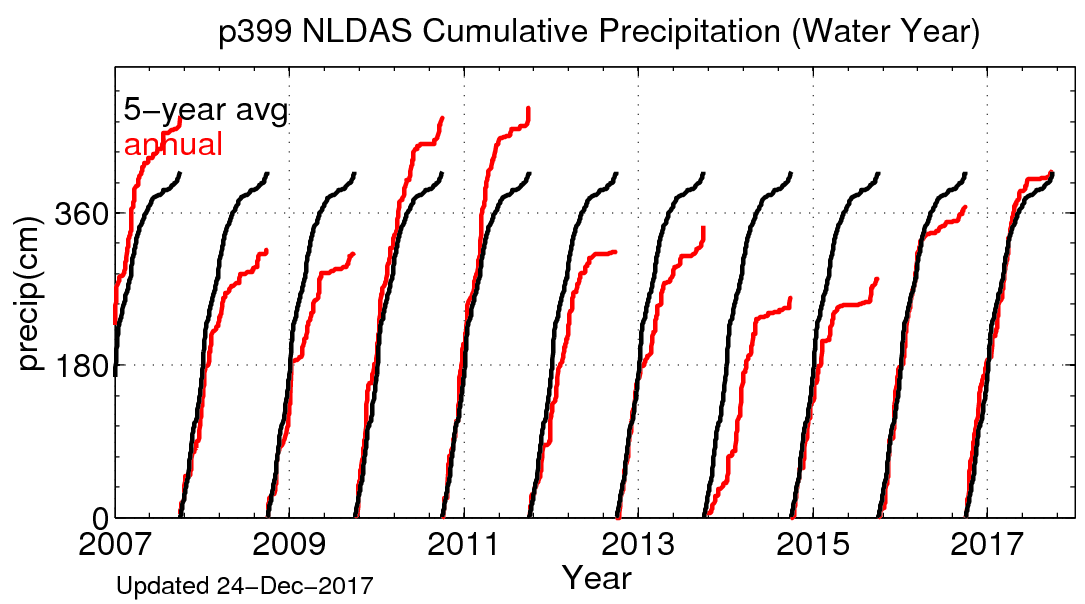 p399 NLDAS Cumulative Precipitation (Water Year)
5−year avg
annual
precip(cm)
360
180
0
2007 2009 2011 2013 2015 2017
Year
Updated 24−Dec−2017